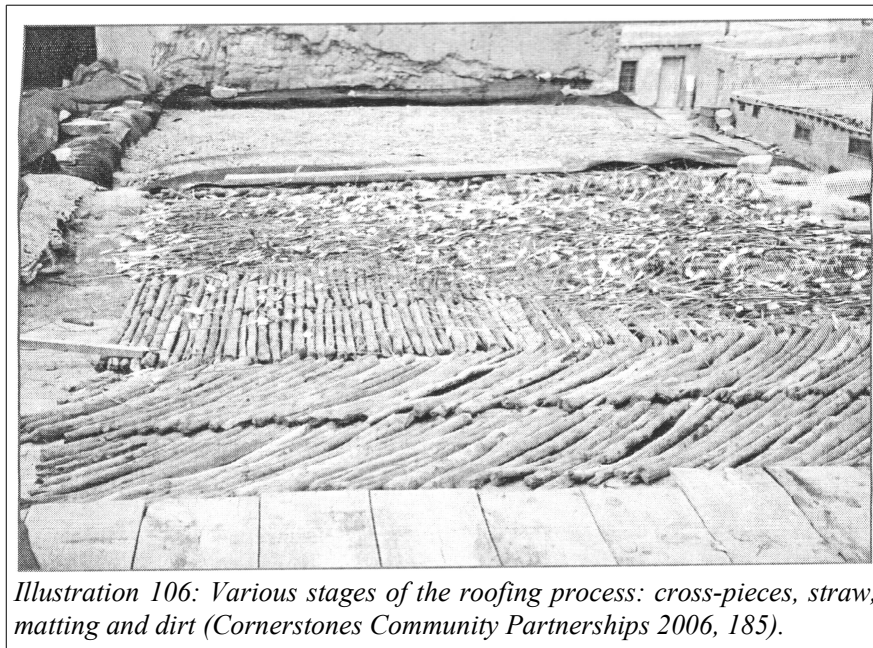 Illustration 106: Various stages of the roofing process: cross-pieces, straw,
matting and dirt (Cornerstones Community Partnerships 2006, 185).